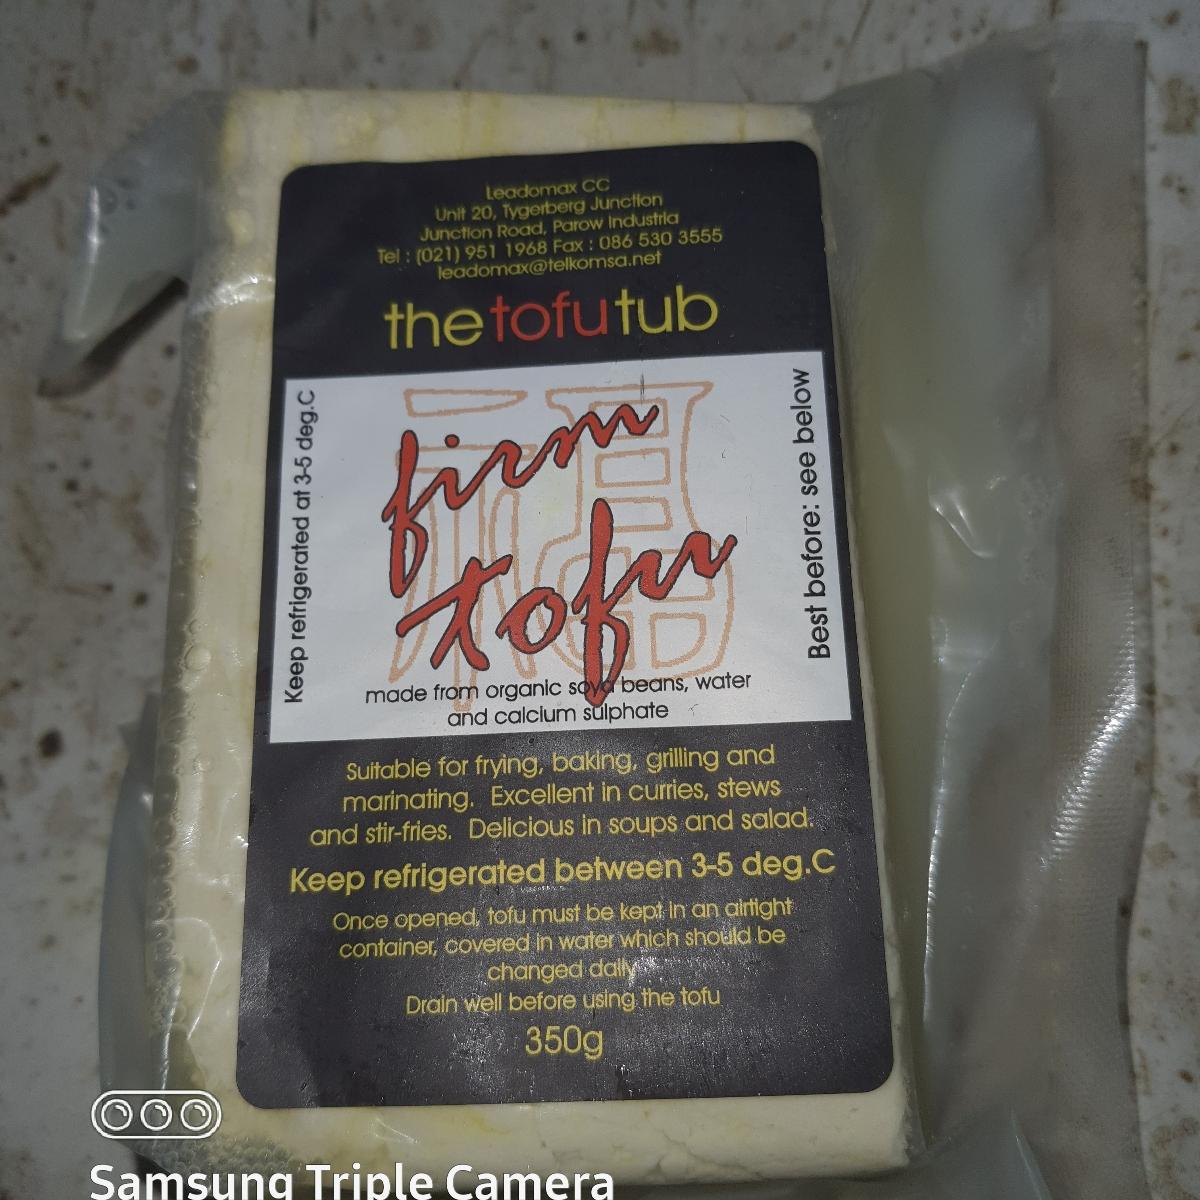 Leadomax CC
Unit 20, Tygerberg Junction
Junction Road, Parow Industria
Tel : (021) 951 1968 Fax : 086 530 3555
leadomax@telkomsa.net
thetofutub
Keep refrigerated at 3-5 deg.C
firm
tofu
Best before: see below
made from organic soya beans, water
and calcium sulphate
Suitable for frying, baking, grilling and
marinating. Excellent in curries, stews
and stir-fries. Delicious in soups and salad.
Keep refrigerated between 3-5 deg.C
Once opened, tofu must be kept in an airtight
container, covered in water which should be
changed daily
Drain well before using the tofu
350g
Samsung Triple Camera